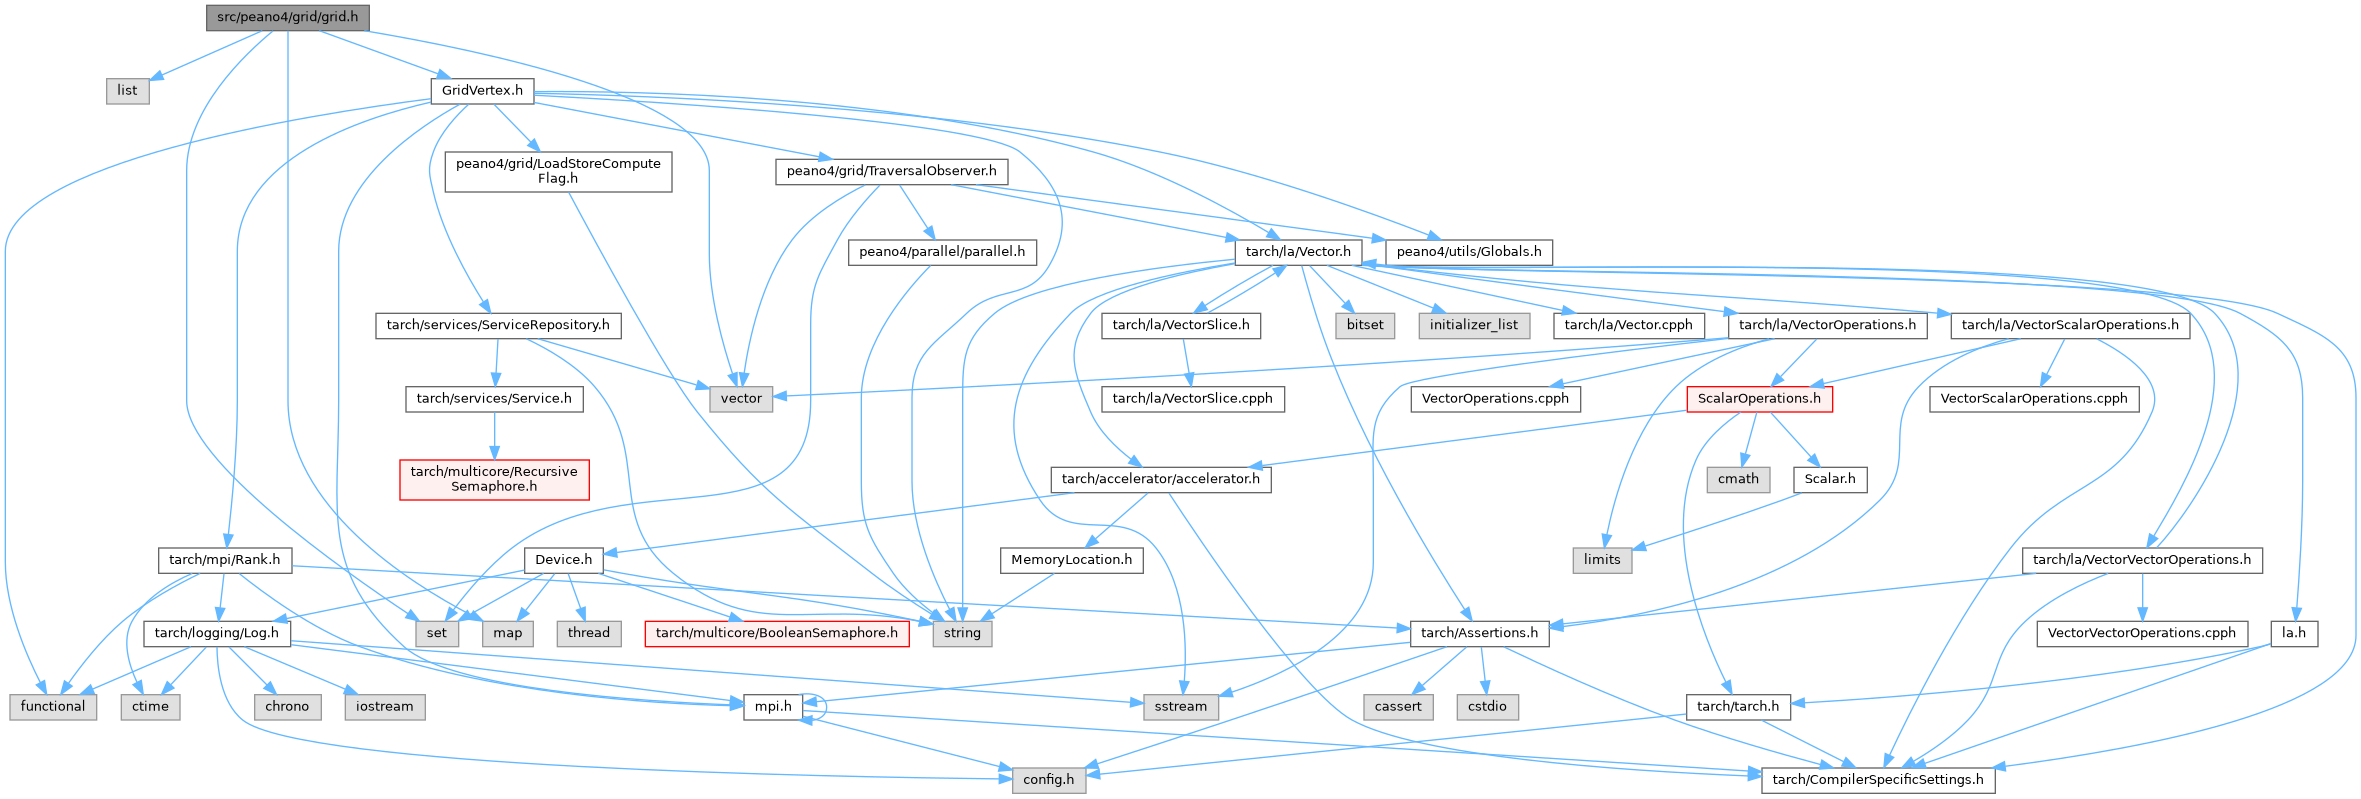 src/peano4/grid/grid.h
list
GridVertex.h
peano4/grid/LoadStoreCompute
Flag.h
peano4/grid/TraversalObserver.h
peano4/parallel/parallel.h
tarch/la/Vector.h
peano4/utils/Globals.h
tarch/services/ServiceRepository.h
tarch/la/VectorSlice.h
bitset
initializer_list
tarch/la/Vector.cpph
tarch/la/VectorOperations.h
tarch/la/VectorScalarOperations.h
tarch/services/Service.h
vector
tarch/la/VectorSlice.cpph
VectorOperations.cpph
ScalarOperations.h
VectorScalarOperations.cpph
tarch/multicore/Recursive
Semaphore.h
tarch/accelerator/accelerator.h
cmath
Scalar.h
tarch/mpi/Rank.h
Device.h
MemoryLocation.h
limits
tarch/la/VectorVectorOperations.h
tarch/logging/Log.h
set
map
thread
tarch/multicore/BooleanSemaphore.h
string
tarch/Assertions.h
VectorVectorOperations.cpph
la.h
functional
ctime
chrono
iostream
mpi.h
sstream
cassert
cstdio
tarch/tarch.h
config.h
tarch/CompilerSpecificSettings.h